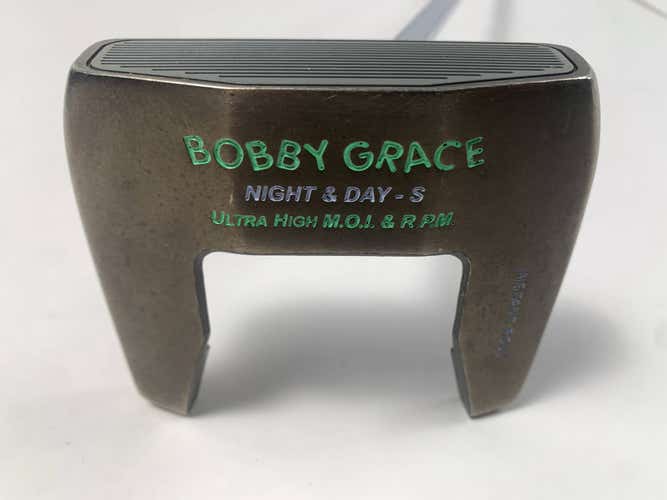 BOBBY GRACE
NIGHT & DAY - S
ULTRA HIGH M.O.I. & R.P.M.